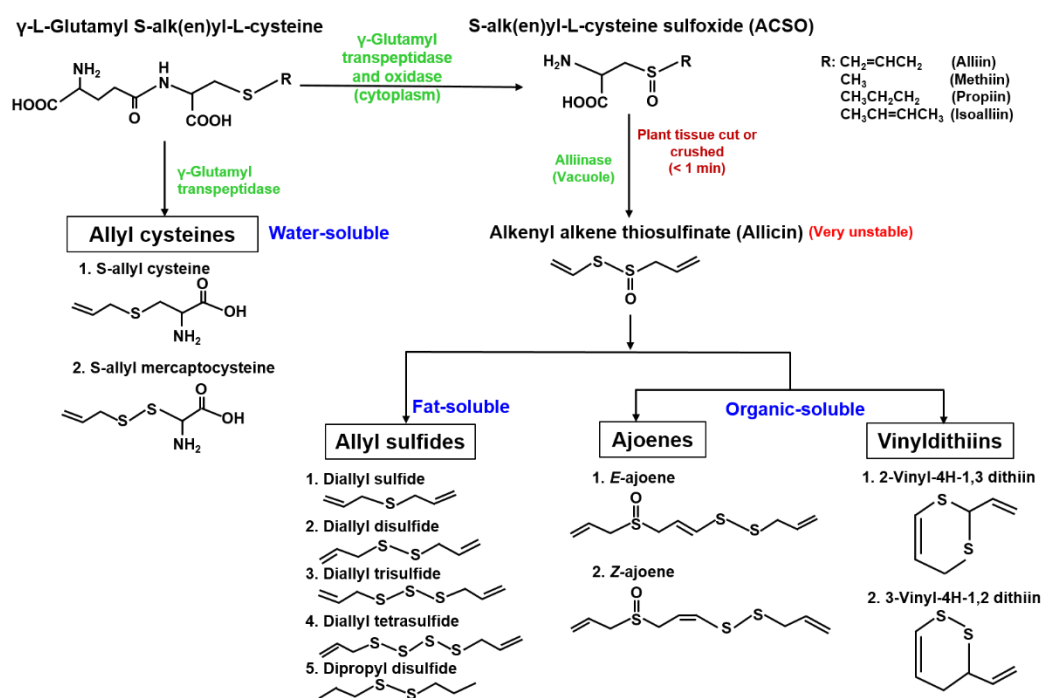 γ-L-Glutamyl S-alk(en)yl-L-cysteine
γ-Glutamyl
transpeptidase
and oxidase
(cytoplasm)
S-alk(en)yl-L-cysteine sulfoxide (ACSO)
R: CH₂=CHCH₂ (Alliin)
CH₃ (Methiin)
CH₃CH₂CH₂ (Propiin)
CH₃CH=CHCH₃ (Isoalliin)
NH₂
HOOC
O
H
N
COOH
S
R
H₂N
HOOC
S
O
R
γ-Glutamyl
transpeptidase
Alliinase
(Vacuole)
Plant tissue cut or
crushed
(< 1 min)
Allyl cysteines
Water-soluble
1. S-allyl cysteine
S
O
OH
NH₂
2. S-allyl mercaptocysteine
S
S
O
OH
NH₂
Alkenyl alkene thiosulfinate (Allicin) (Very unstable)
S
S
O
Fat-soluble
Organic-soluble
Allyl sulfides
1. Diallyl sulfide
S
2. Diallyl disulfide
S
S
3. Diallyl trisulfide
S
S
S
4. Diallyl tetrasulfide
S
S
S
S
5. Dipropyl disulfide
S
S
Ajoenes
1. E-ajoene
O
S
S
S
2. Z-ajoene
O
S
S
S
Vinyldithiins
1. 2-Vinyl-4H-1,3 dithiin
S
S
2. 3-Vinyl-4H-1,2 dithiin
S
S